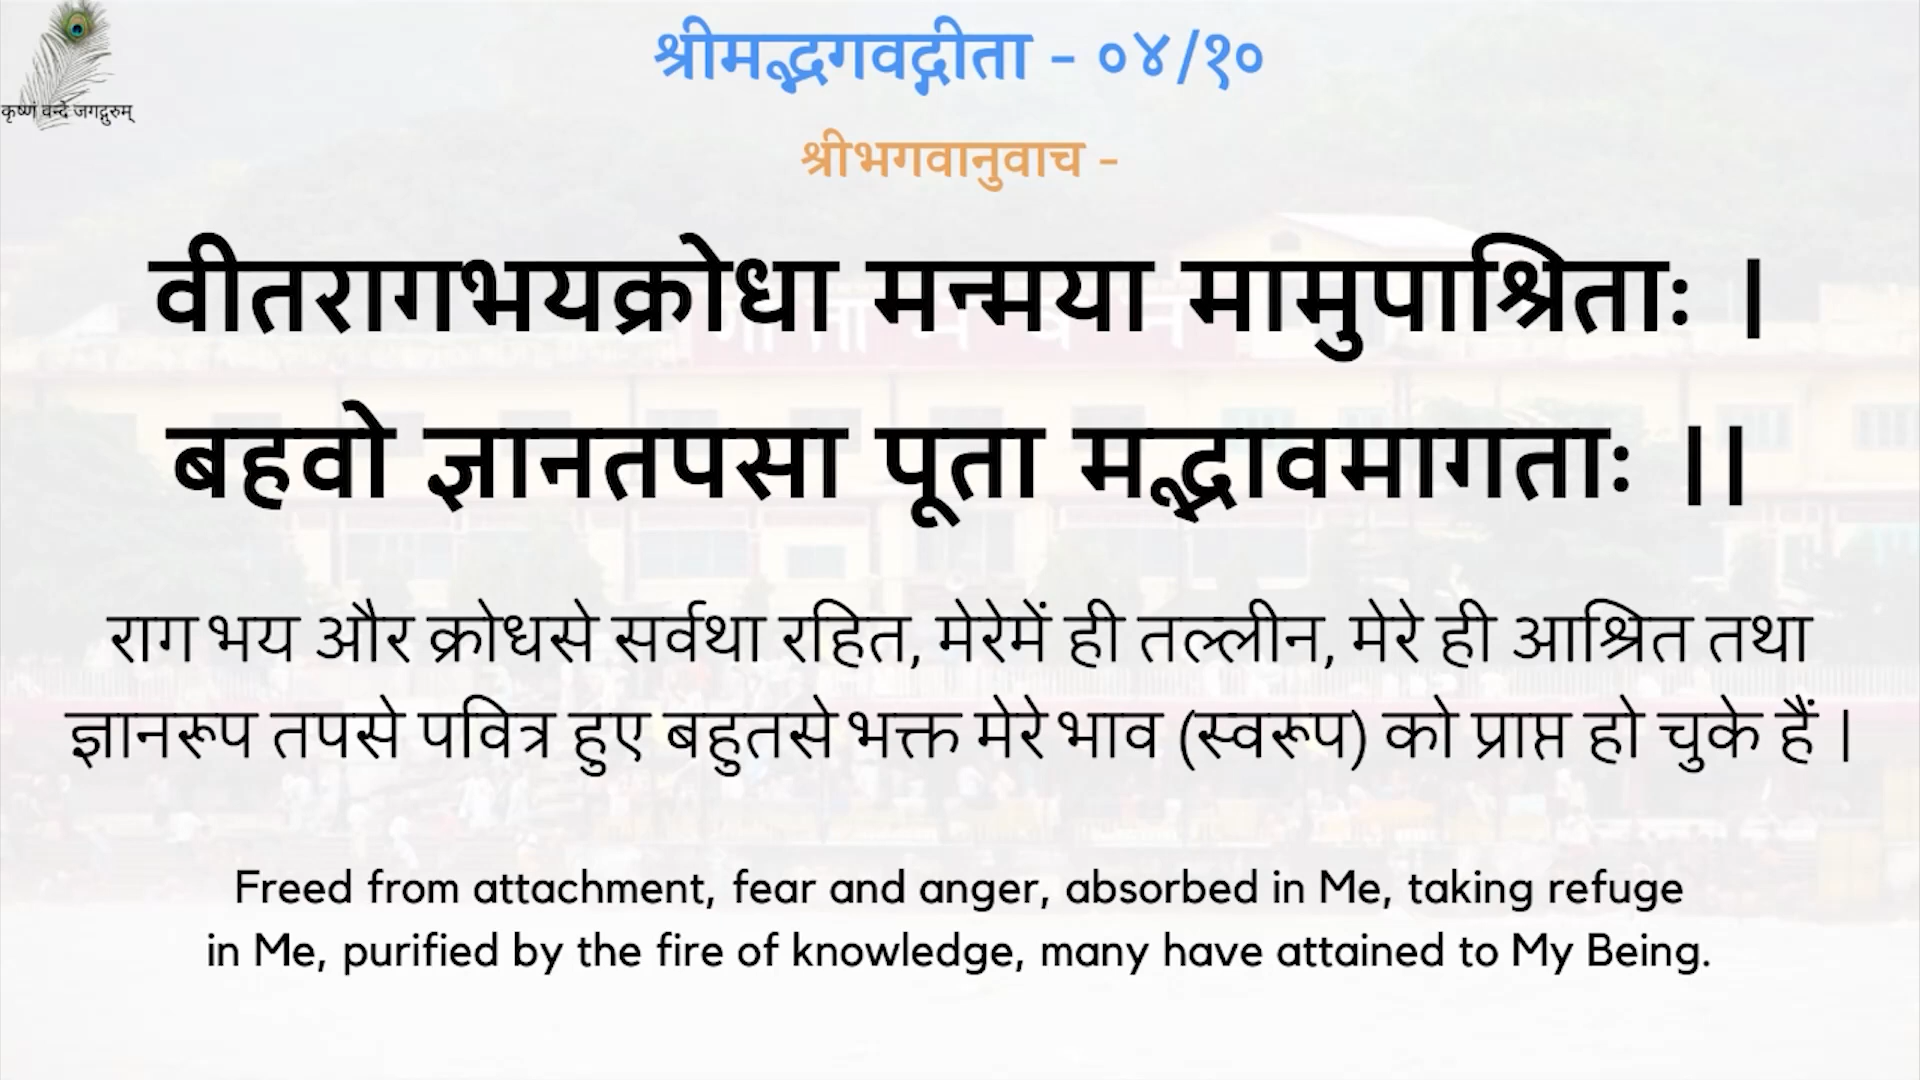 श्रीमद्भगवद्गीता - ०४/१०
कृष्णं वन्दे जगद्गुरुम्
श्रीभगवानुवाच -
वीतरागभयक्रोधा मन्मया मामुपाश्रिताः |
बहवो ज्ञानतपसा पूता मद्भावमागताः ||
राग भय और क्रोधसे सर्वथा रहित, मेरेमें ही तल्लीन, मेरे ही आश्रित तथा
ज्ञानरूप तपसे पवित्र हुए बहुतसे भक्त मेरे भाव (स्वरूप) को प्राप्त हो चुके हैं |
Freed from attachment, fear and anger, absorbed in Me, taking refuge
in Me, purified by the fire of knowledge, many have attained to My Being.